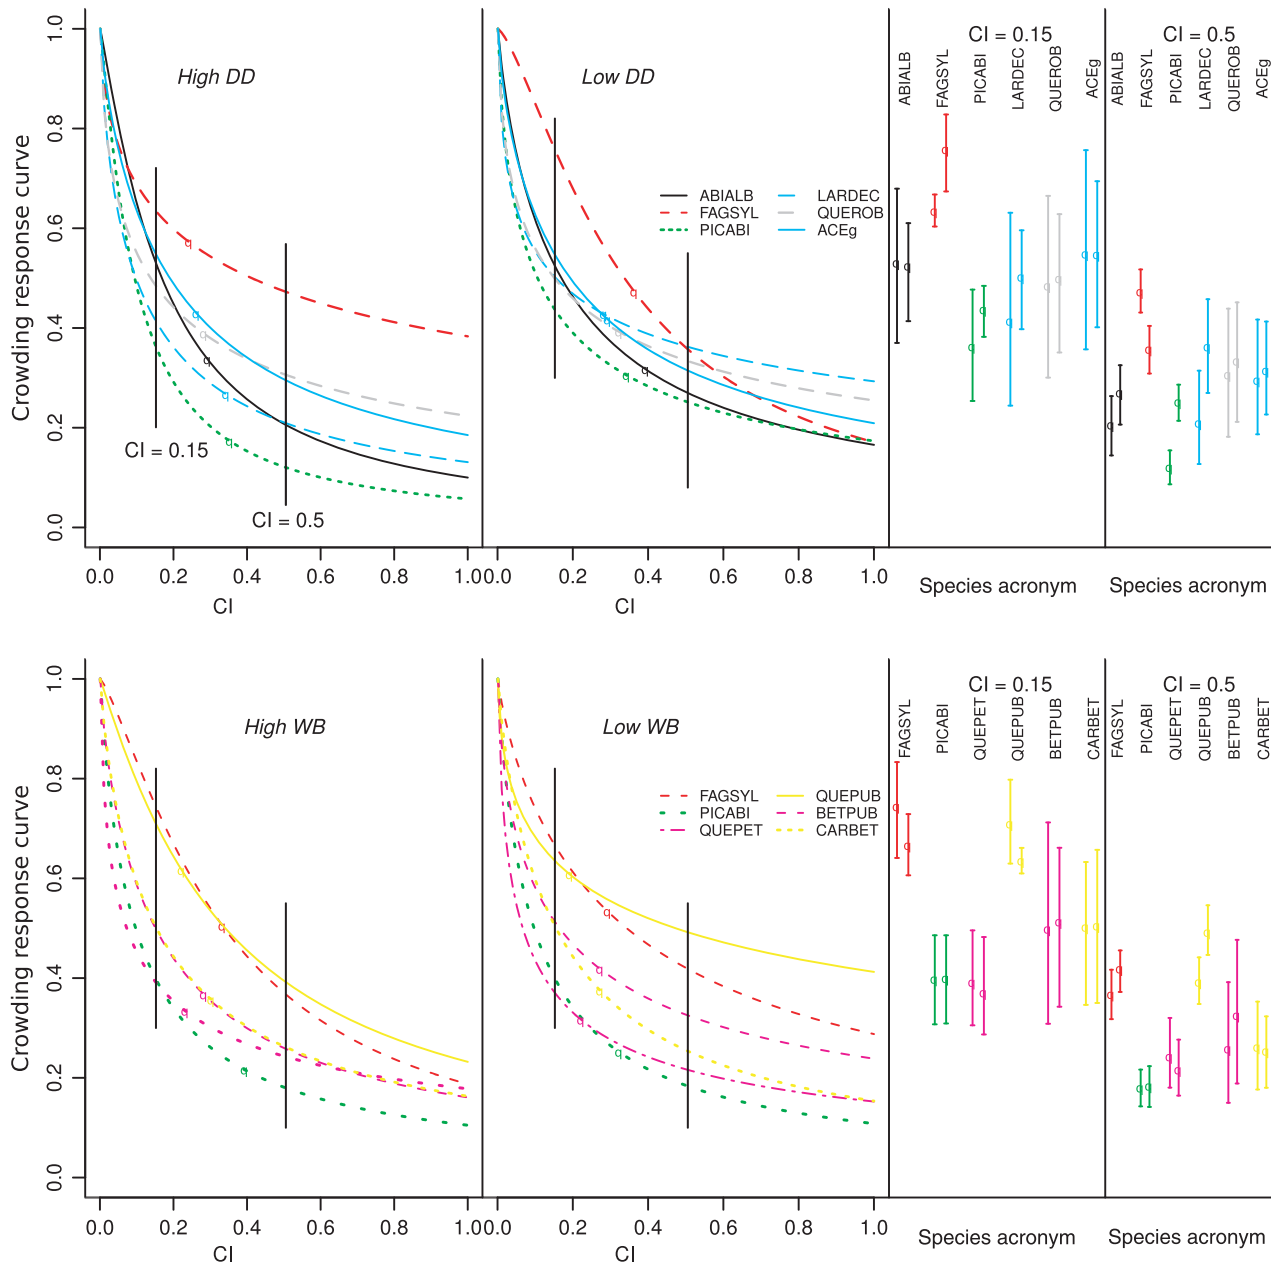 High DD
Low DD
CI = 0.15
CI = 0.5
ABIALB
FAGSYL
PICABI
LARDEC
QUEROB
ACEg
ABIALB
FAGSYL
PICABI
LARDEC
QUEROB
ACEg
Crowding response curve
1.0
0.8
0.6
0.4
0.2
0.0
ABIALB
FAGSYL
PICABI
LARDEC
QUEROB
ACEg
CI = 0.15
CI = 0.5
0.0 0.2 0.4 0.6 0.8 1.0
0.0 0.2 0.4 0.6 0.8 1.0
CI
CI
Species acronym
Species acronym
High WB
Low WB
CI = 0.15
CI = 0.5
FAGSYL
PICABI
QUEPET
QUEPUB
BETPUB
CARBET
FAGSYL
PICABI
QUEPET
QUEPUB
BETPUB
CARBET
Crowding response curve
1.0
0.8
0.6
0.4
0.2
0.0
FAGSYL
PICABI
QUEPET
QUEPUB
BETPUB
CARBET
0.0 0.2 0.4 0.6 0.8 1.0
0.0 0.2 0.4 0.6 0.8 1.0
CI
CI
Species acronym
Species acronym